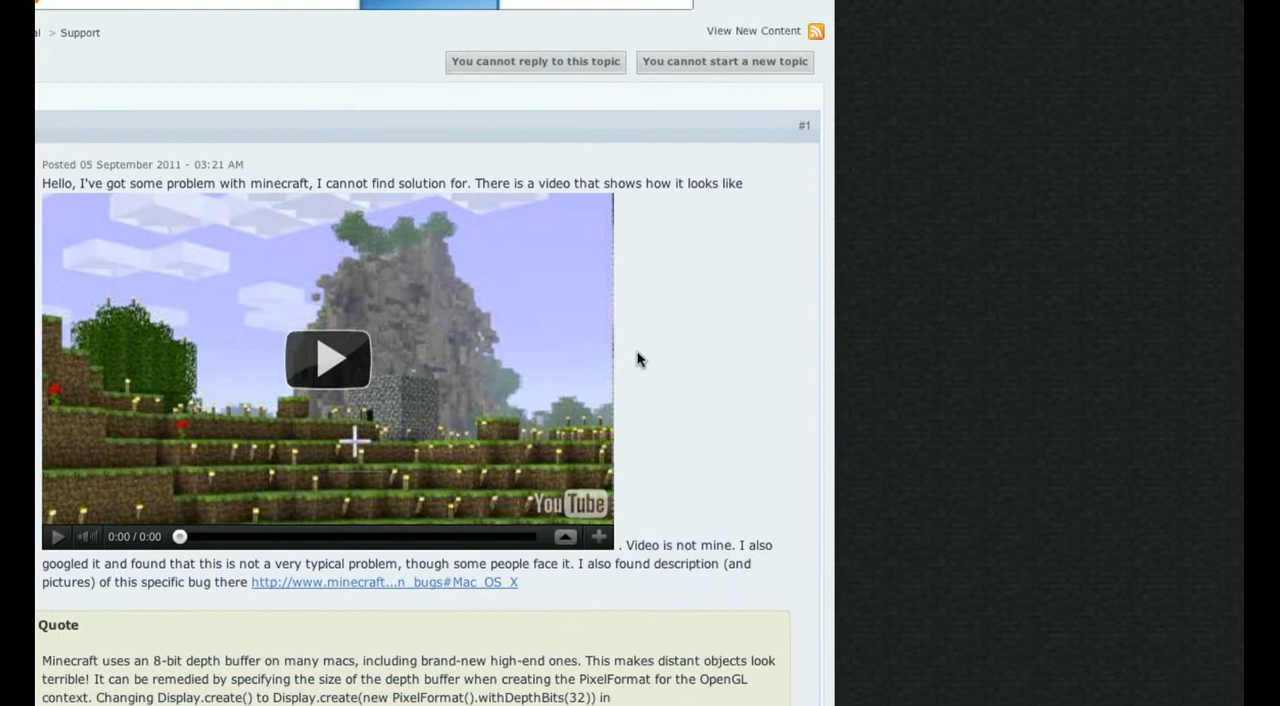 > Support
View New Content
You cannot reply to this topic
You cannot start a new topic
#1
Posted 05 September 2011 - 03:21 AM
Hello, I've got some problem with minecraft, I cannot find solution for. There is a video that shows how it looks like
YouTube
0:00 / 0:00
. Video is not mine. I also
googled it and found that this is not a very typical problem, though some people face it. I also found description (and
pictures) of this specific bug there http://www.minecraft...n_bugs#Mac_OS_X
Quote
Minecraft uses an 8-bit depth buffer on many macs, including brand-new high-end ones. This makes distant objects look
terrible! It can be remedied by specifying the size of the depth buffer when creating the PixelFormat for the OpenGL
context. Changing Display.create() to Display.create(new PixelFormat().withDepthBits(32)) in